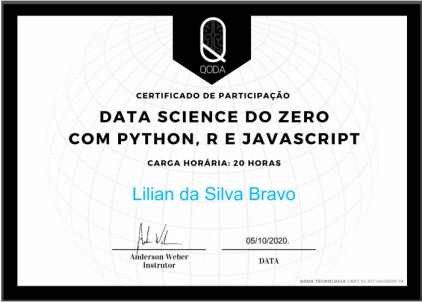 QODA
CERTIFICADO DE PARTICIPAÇÃO
DATA SCIENCE DO ZERO
COM PYTHON, R E JAVASCRIPT
CARGA HORÁRIA: 20 HORAS
Lilian da Silva Bravo
05/10/2020.
Anderson Weber
Instrutor
DATA
QODA TECNOLOGIA CNPJ